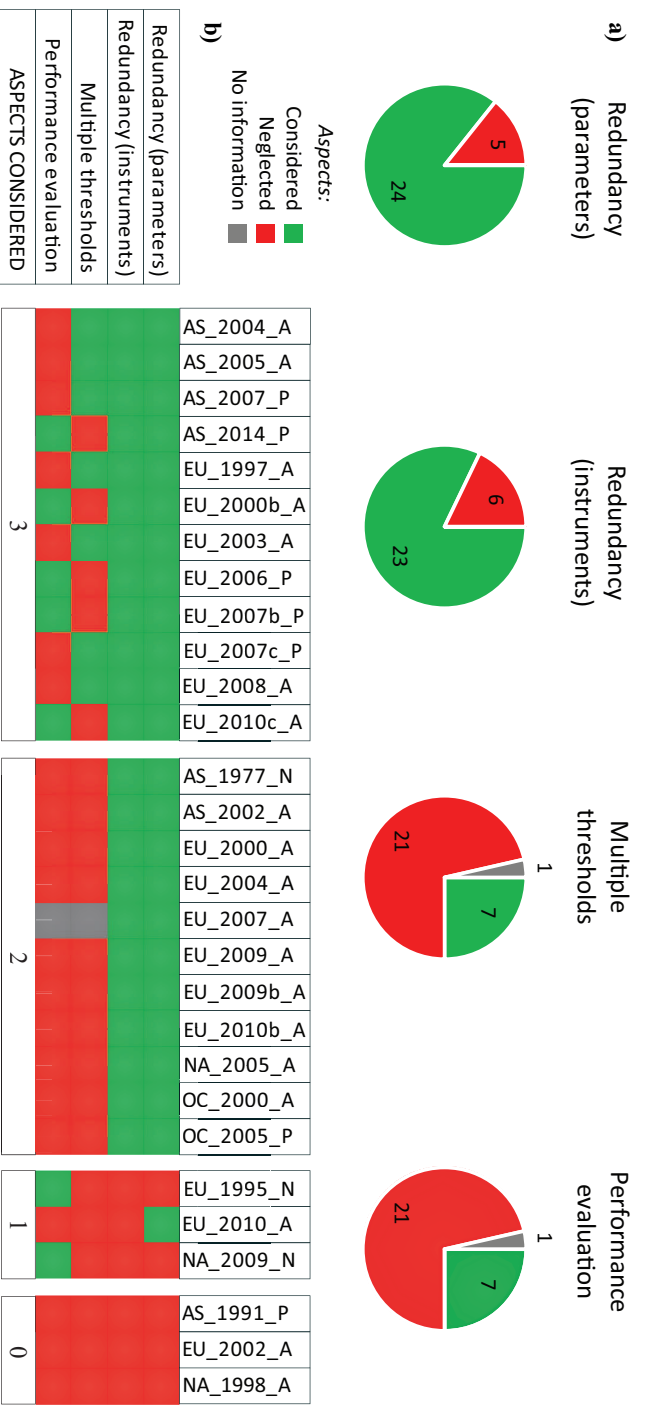 a)
Redundancy
(parameters)
5
24
Redundancy
(instruments)
6
23
Multiple
thresholds
1
7
21
Performance
evaluation
1
7
21
b)
Aspects:
Considered
Neglected
No information
AS_2004_A
AS_2005_A
AS_2007_P
AS_2014_P
EU_1997_A
EU_2000b_A
EU_2003_A
EU_2006_P
EU_2007b_P
EU_2007c_P
EU_2008_A
EU_2010c_A
AS_1977_N
AS_2002_A
EU_2000_A
EU_2004_A
EU_2007_A
EU_2009_A
EU_2009b_A
EU_2010b_A
NA_2005_A
OC_2000_A
OC_2005_P
EU_1995_N
EU_2010_A
NA_2009_N
AS_1991_P
EU_2002_A
NA_1998_A
Redundancy (parameters)
Redundancy (instruments)
Multiple thresholds
Performance evaluation
ASPECTS CONSIDERED
3
2
1
0